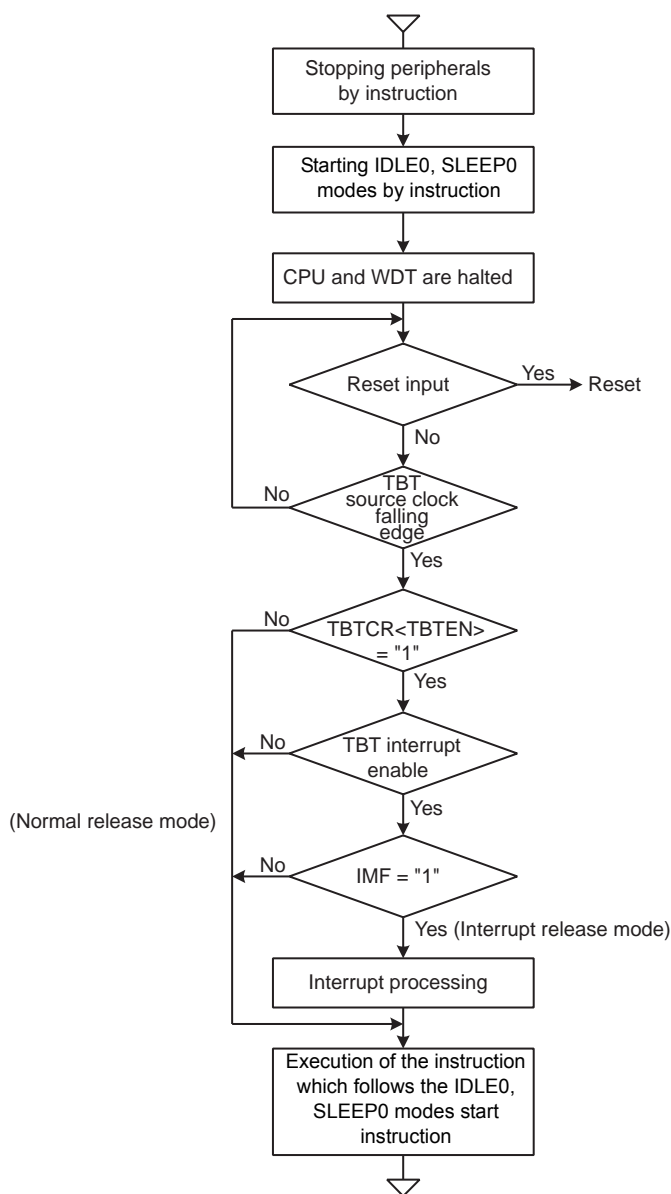 Stopping peripherals
by instruction
Starting IDLE0, SLEEP0
modes by instruction
CPU and WDT are halted
Reset input
Yes
Reset
No
No
TBT
source clock
falling
edge
Yes
No
TBTCR<TBTEN>
= "1"
Yes
No
TBT interrupt
enable
(Normal release mode)
Yes
No
IMF = "1"
Yes (Interrupt release mode)
Interrupt processing
Execution of the instruction
which follows the IDLE0,
SLEEP0 modes start
instruction